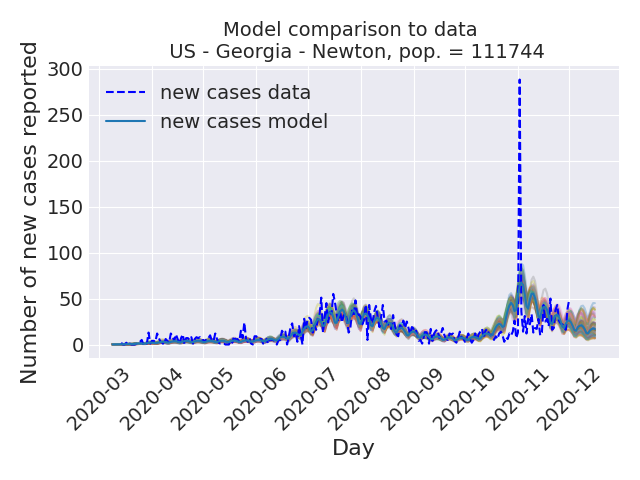 Model comparison to data
US - Georgia - Newton, pop. = 111744
Number of new cases reported
300
250
200
150
100
50
0
new cases data
new cases model
2020-03
2020-04
2020-05
2020-06
2020-07
2020-08
2020-09
2020-10
2020-11
2020-12
Day